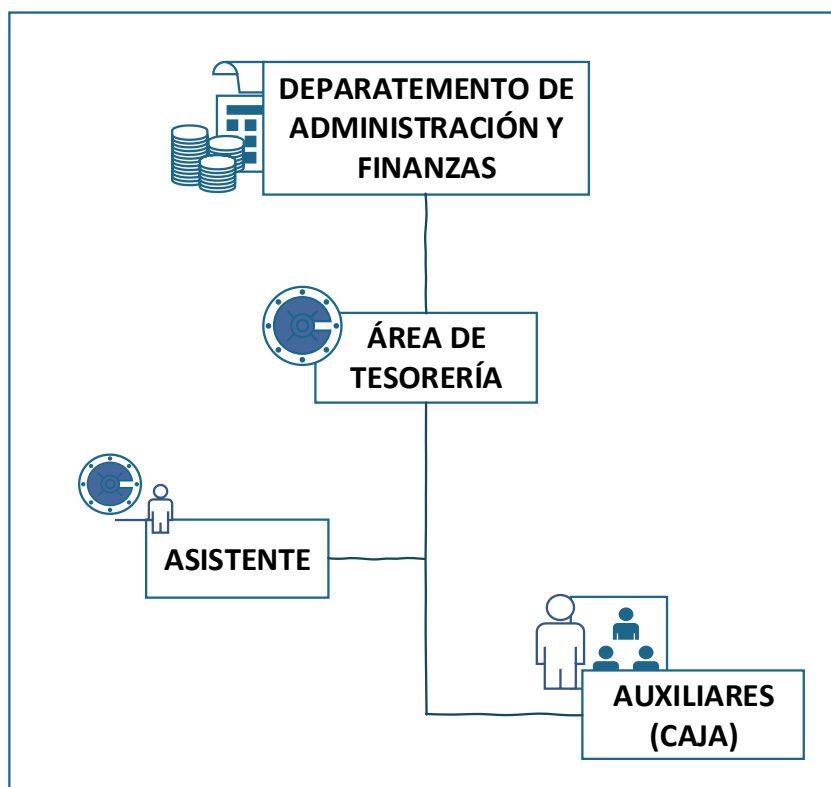 DEPARATEMENTO DE
ADMINISTRACIÓN Y
FINANZAS
ÁREA DE
TESORERÍA
ASISTENTE
AUXILIARES
(CAJA)